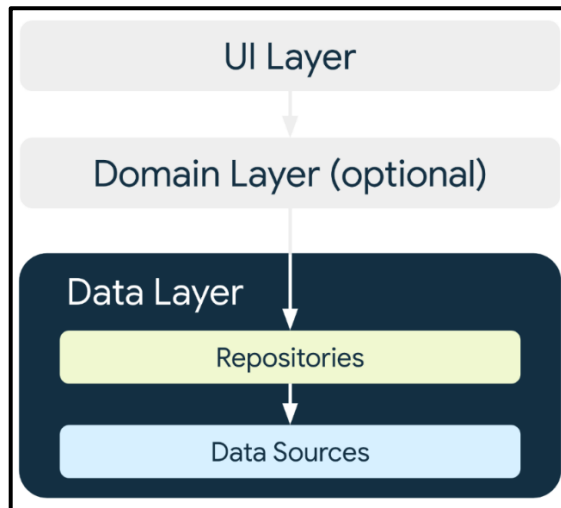 UI Layer
Domain Layer (optional)
Data Layer
Repositories
Data Sources